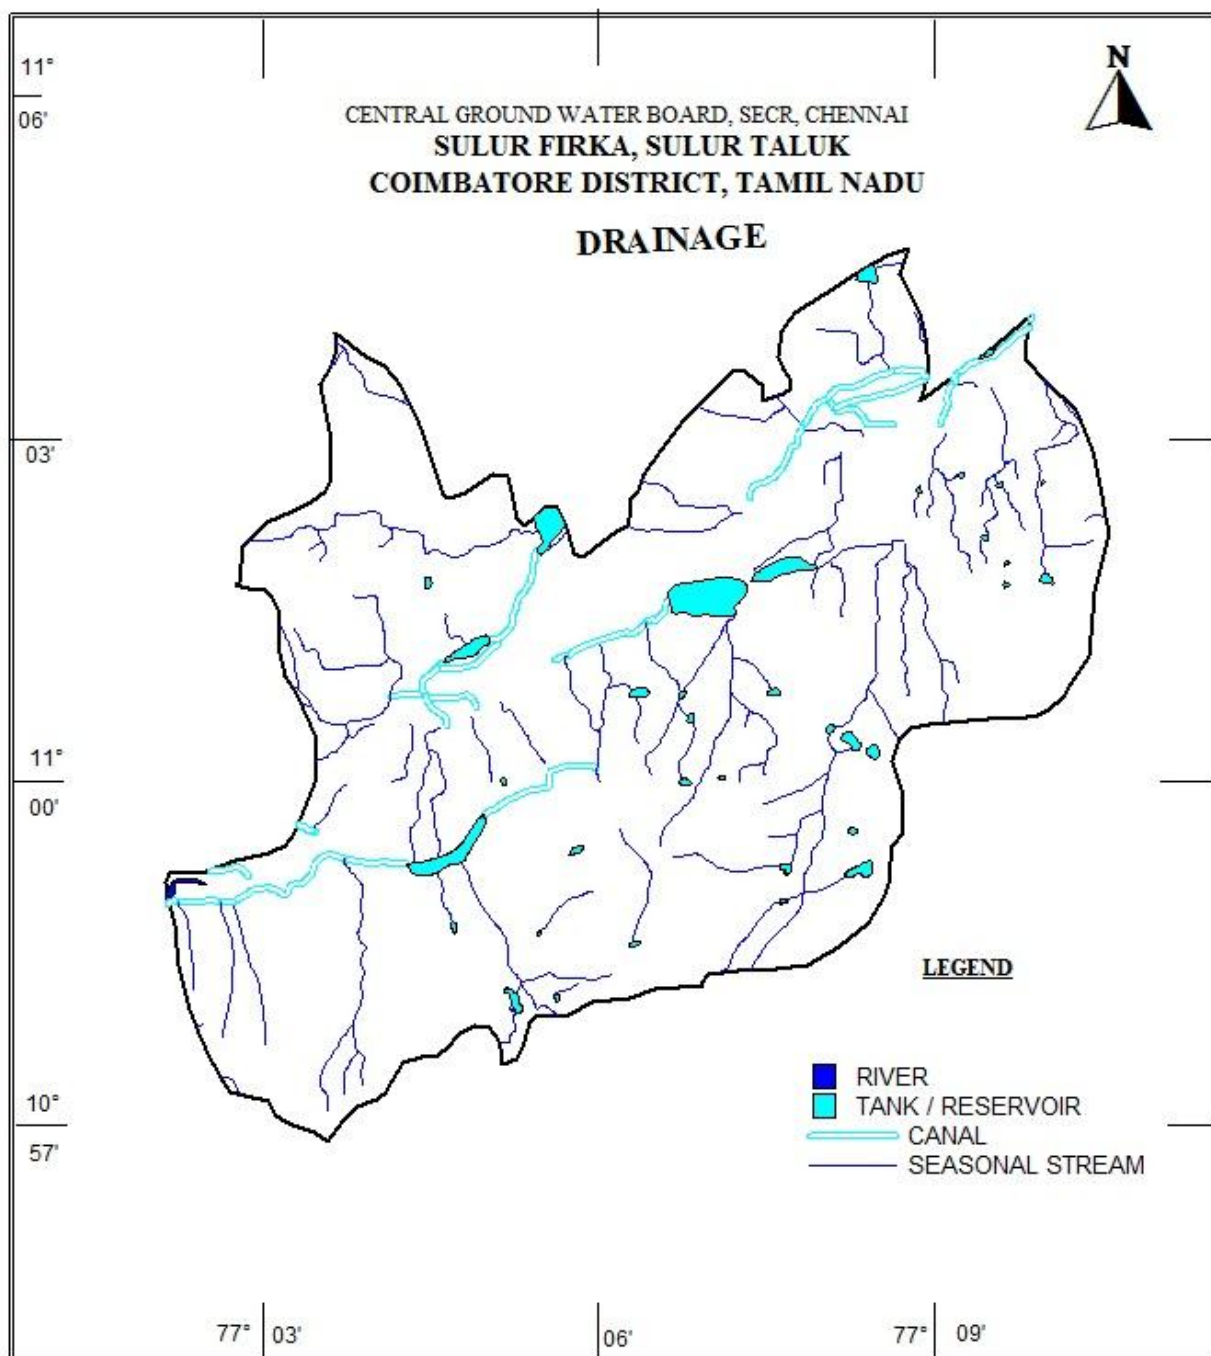 N
11°
06'
CENTRAL GROUND WATER BOARD, SECR, CHENNAI
SULUR FIRKA, SULUR TALUK
COIMBATORE DISTRICT, TAMIL NADU
DRAINAGE
03'
11°
00'
LEGEND
RIVER
TANK / RESERVOIR
CANAL
SEASONAL STREAM
10°
57'
77° 03'
06'
77° 09'